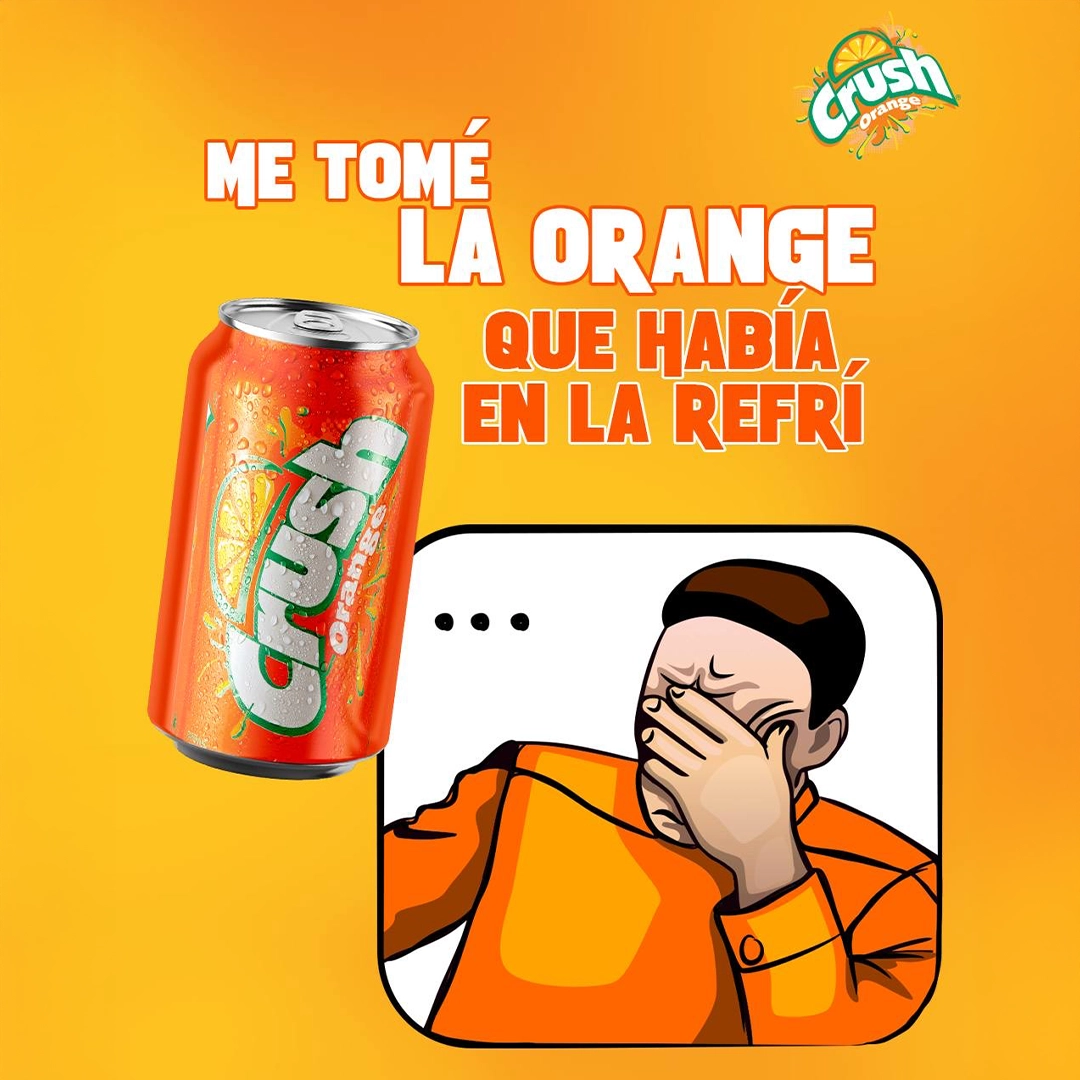 Crush
Orange
ME TOMÉ
LA ORANGE
QUE HABÍA
EN LA REFRÍ
Crush
Orange
...